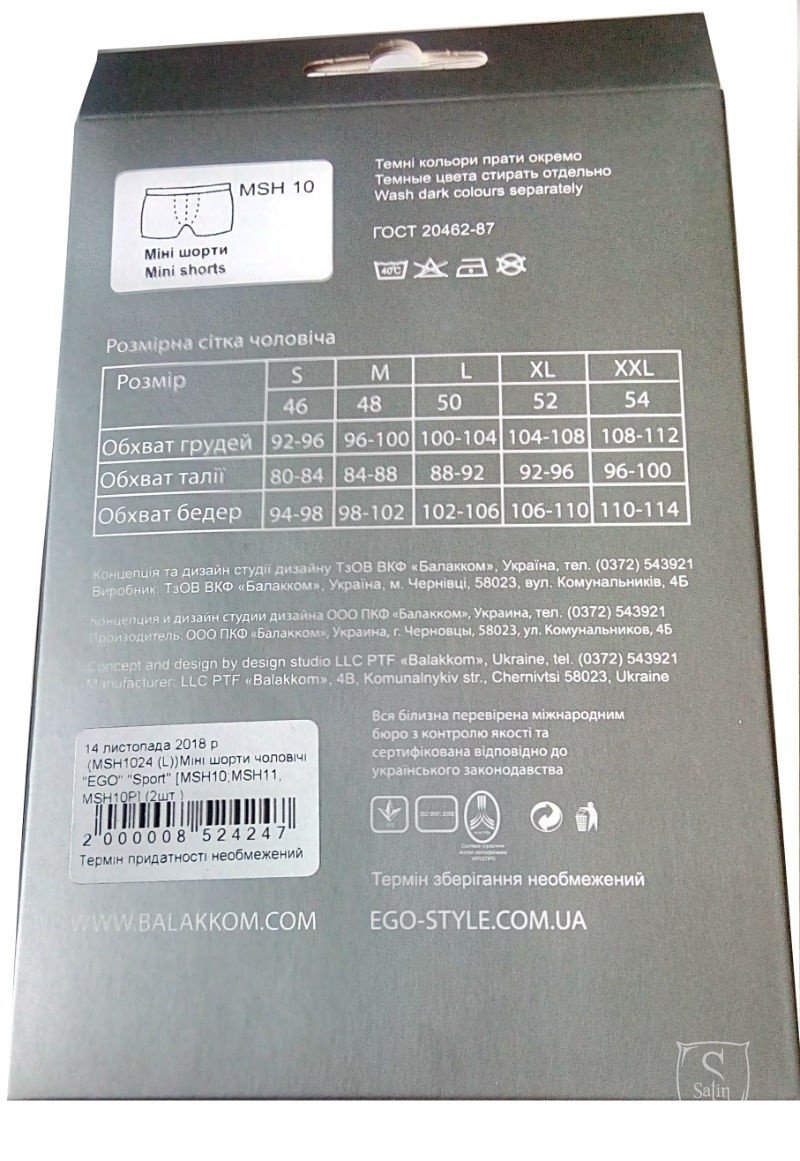 MSH 10
Міні шорти
Mini shorts
Темні кольори прати окремо
Темные цвета стирать отдельно
Wash dark colours separately
ГОСТ 20462-87
40°C
Розмірна сітка чоловіча
Розмір S M L XL XXL
46 48 50 52 54
Обхват грудей 92-96 96-100 100-104 104-108 108-112
Обхват талії 80-84 84-88 88-92 92-96 96-100
Обхват бедер 94-98 98-102 102-106 106-110 110-114
Концепція та дизайн студії дизайну ТзОВ ВКФ «Балакком», Україна, тел. (0372) 543921
Виробник: ТзОВ ВКФ «Балакком», Україна, м. Чернівці, 58023, вул. Комунальників, 4Б
Концепция и дизайн студии дизайна ООО ПКФ «Балакком», Украина, тел. (0372) 543921
Производитель: ООО ПКФ «Балакком», Украина, г. Черновцы, 58023, ул. Комунальников, 4Б
Concept and design by design studio LLC PTF «Balakkom», Ukraine, tel. (0372) 543921
Manufacturer: LLC PTF «Balakkom», 4B, Komunalnykiv str., Chernivtsi 58023, Ukraine
Вся білизна перевірена міжнародним
бюро з контролю якості та
сертифікована відповідно до
українського законодавства
14 листопада 2018 р
(MSH1024 (L))Міні шорти чоловічі
"EGO" "Sport" [MSH10,MSH11,
MSH10P] (2шт.)
2 000008 524247
Термін придатності необмежений
ISO 9001:2008
Система управління
УКРСЕПРО
Термін зберігання необмежений
WWW.BALAKKOM.COM
EGO-STYLE.COM.UA
S
Satin